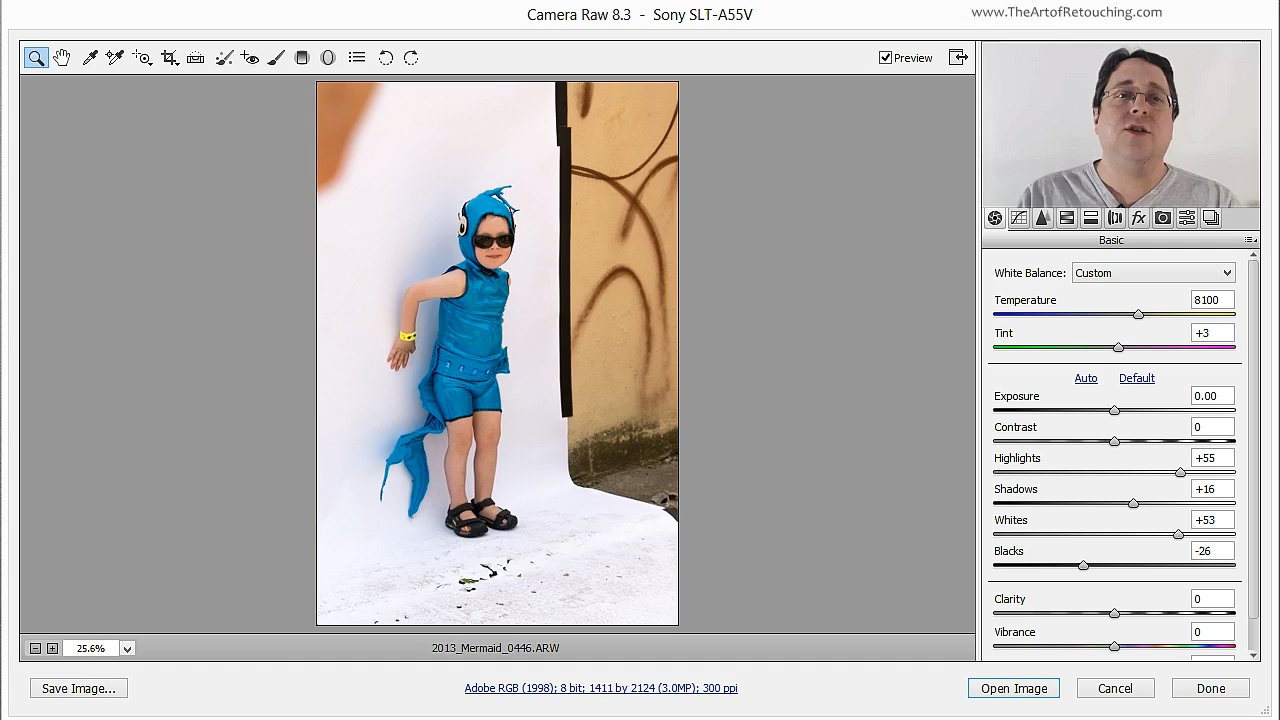 Camera Raw 8.3 - Sony SLT-A55V
www.TheArtofRetouching.com
Preview
fx
Basic
White Balance: Custom
Temperature 8100
Tint +3
Auto Default
Exposure 0.00
Contrast 0
Highlights +55
Shadows +16
Whites +53
Blacks -26
Clarity 0
Vibrance 0
25.6% 2013_Mermaid_0446.ARW
Save Image... Adobe RGB (1998); 8 bit; 1411 by 2124 (3.0MP); 300 ppi Open Image Cancel Done